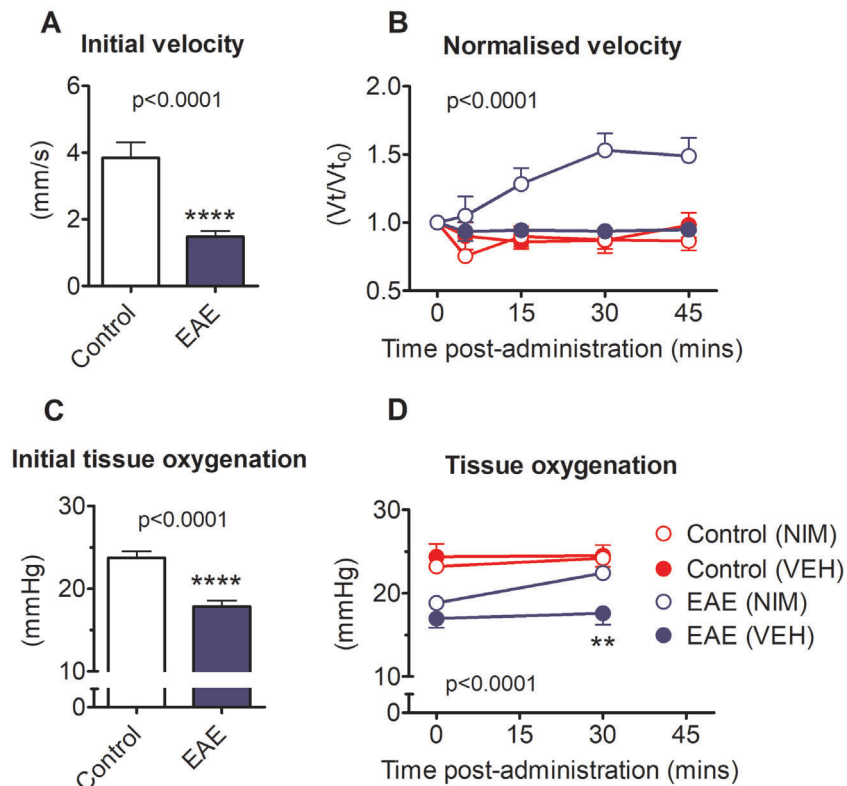 A
Initial velocity
p<0.0001
6
4
2
0
(mm/s)
****
Control
EAE
B
Normalised velocity
p<0.0001
2.0
1.5
1.0
0.5
(Vt/Vt₀)
0
15
30
45
Time post-administration (mins)
C
Initial tissue oxygenation
p<0.0001
30
20
10
0
(mmHg)
****
Control
EAE
D
Tissue oxygenation
30
20
10
0
(mmHg)
**
p<0.0001
0
15
30
45
Time post-administration (mins)
Control (NIM)
Control (VEH)
EAE (NIM)
EAE (VEH)